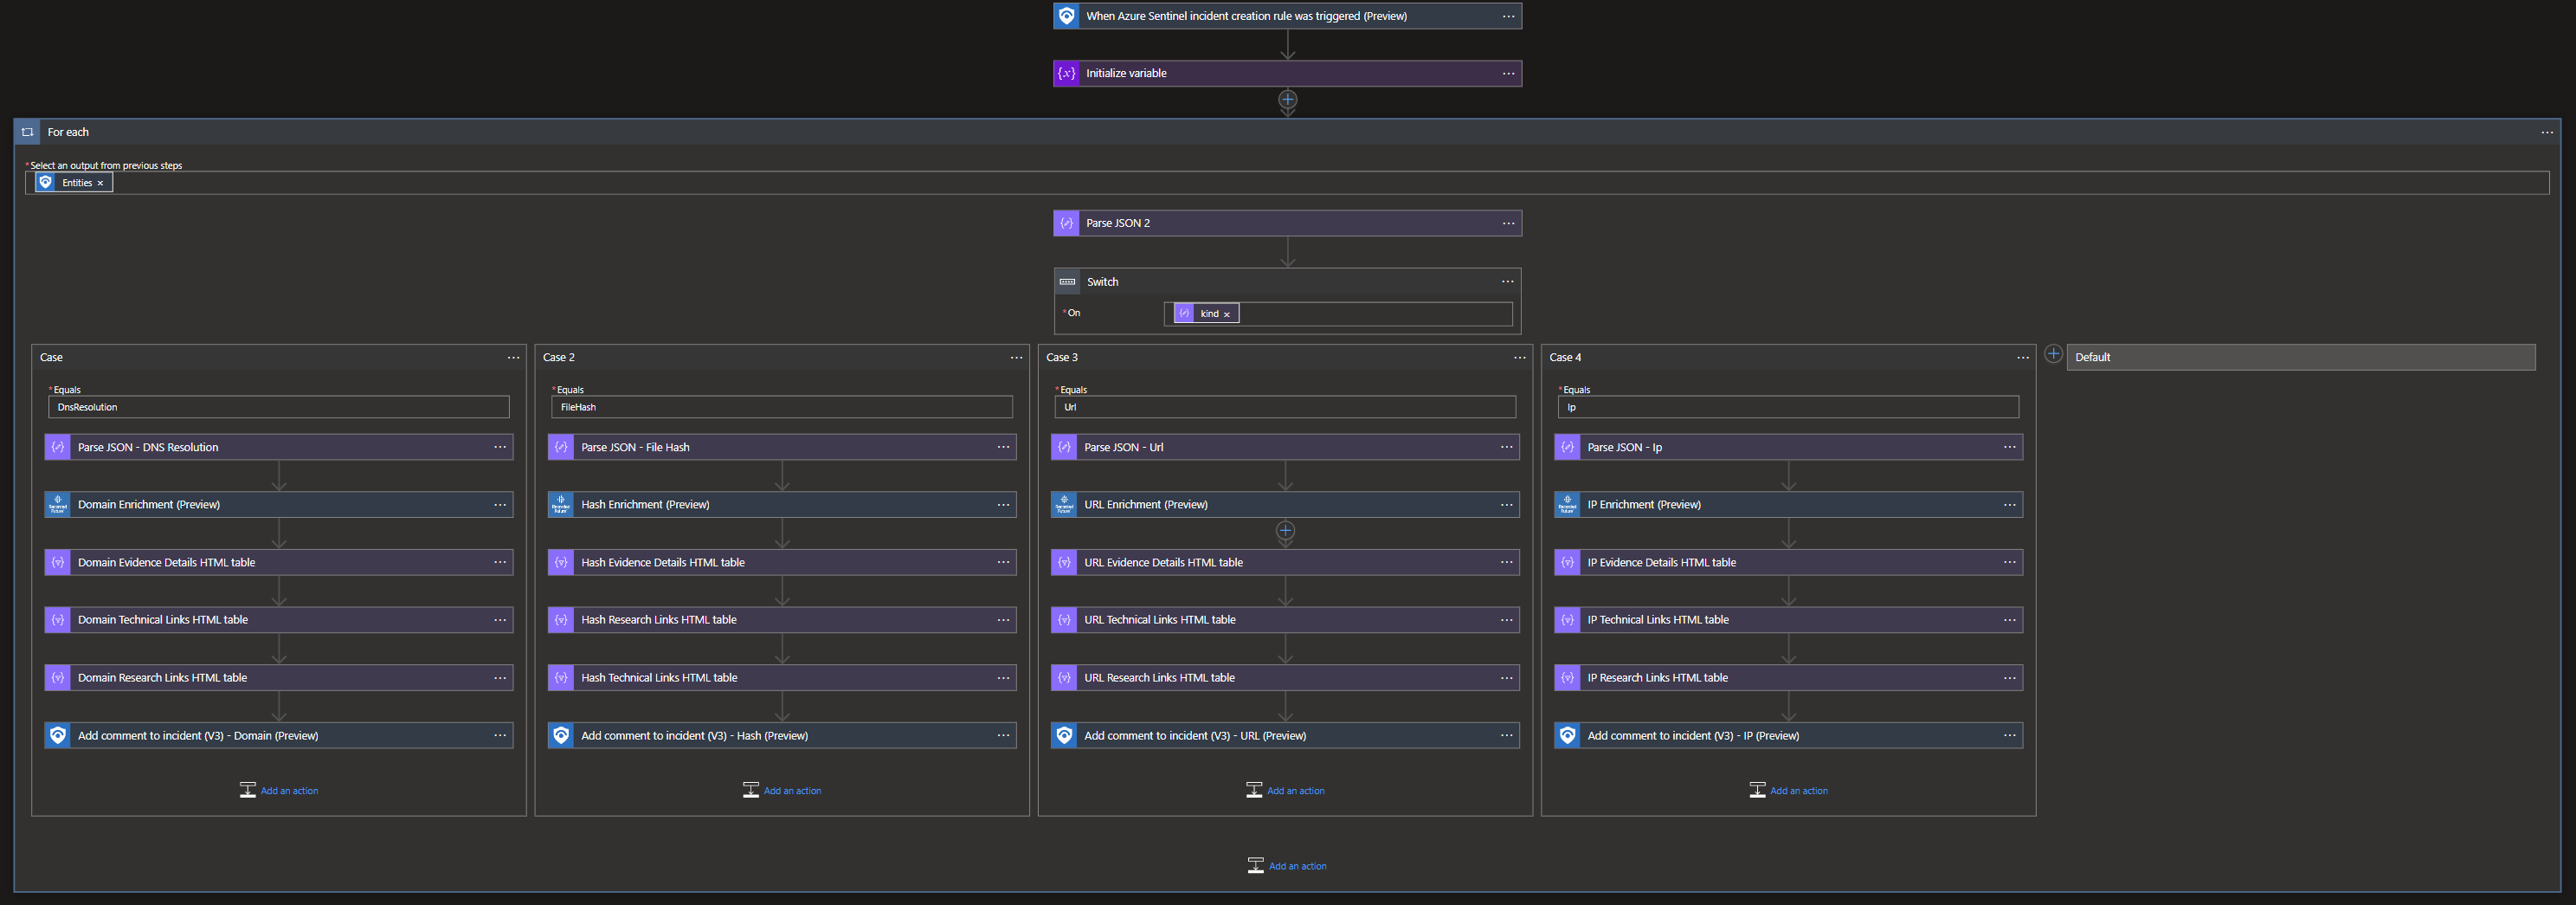 When Azure Sentinel incident creation rule was triggered (Preview)
Initialize variable
For each
*Select an output from previous steps
Entities
Parse JSON 2
Switch
*On
kind
Case
*Equals
DnsResolution
Parse JSON - DNS Resolution
Domain Enrichment (Preview)
Domain Evidence Details HTML table
Domain Technical Links HTML table
Domain Research Links HTML table
Add comment to incident (V3) - Domain (Preview)
Add an action
Case 2
*Equals
FileHash
Parse JSON - File Hash
Hash Enrichment (Preview)
Hash Evidence Details HTML table
Hash Research Links HTML table
Hash Technical Links HTML table
Add comment to incident (V3) - Hash (Preview)
Add an action
Case 3
*Equals
Url
Parse JSON - Url
URL Enrichment (Preview)
URL Evidence Details HTML table
URL Technical Links HTML table
URL Research Links HTML table
Add comment to incident (V3) - URL (Preview)
Add an action
Case 4
*Equals
Ip
Parse JSON - Ip
IP Enrichment (Preview)
IP Evidence Details HTML table
IP Technical Links HTML table
IP Research Links HTML table
Add comment to incident (V3) - IP (Preview)
Add an action
Default
Add an action